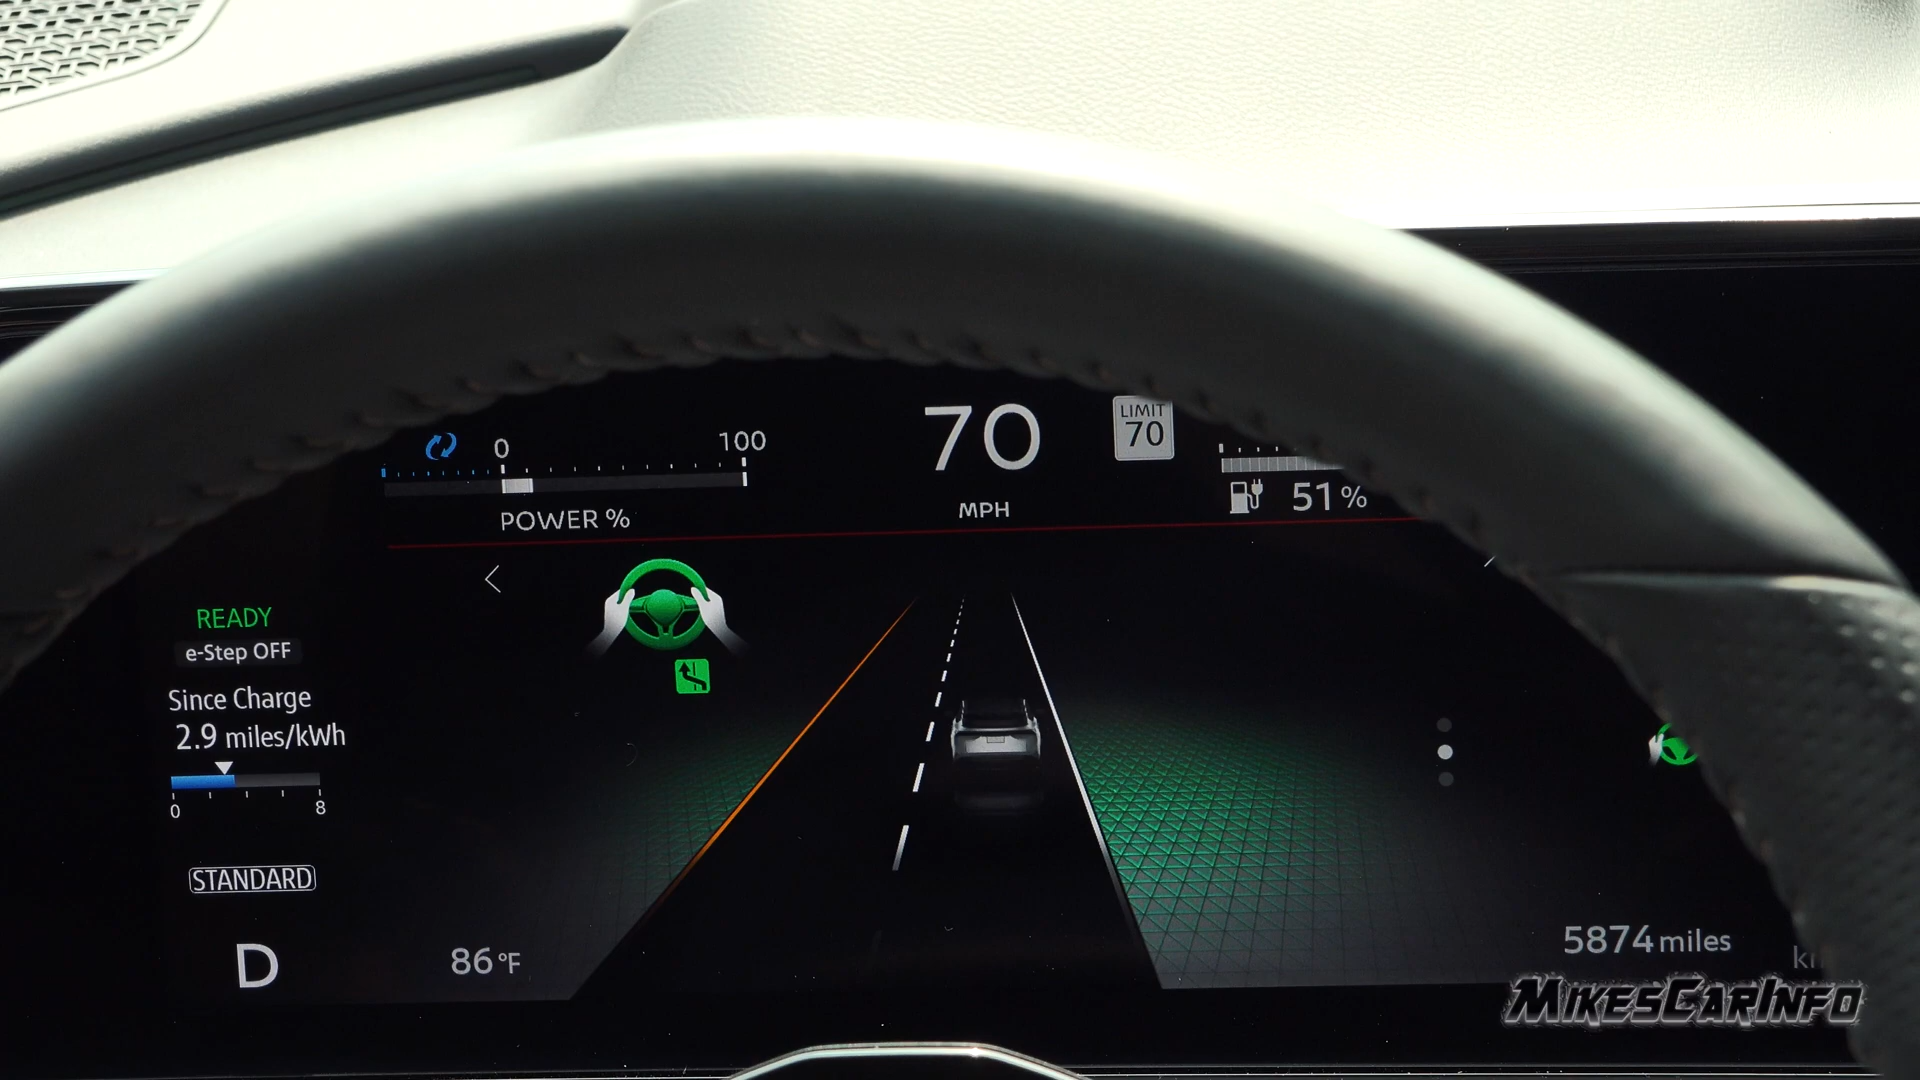 0
100
POWER %
70
MPH
LIMIT
70
51%
READY
e-Step OFF
Since Charge
2.9 miles/kWh
0
8
STANDARD
D
86°F
5874 miles
MIKESCARINFO